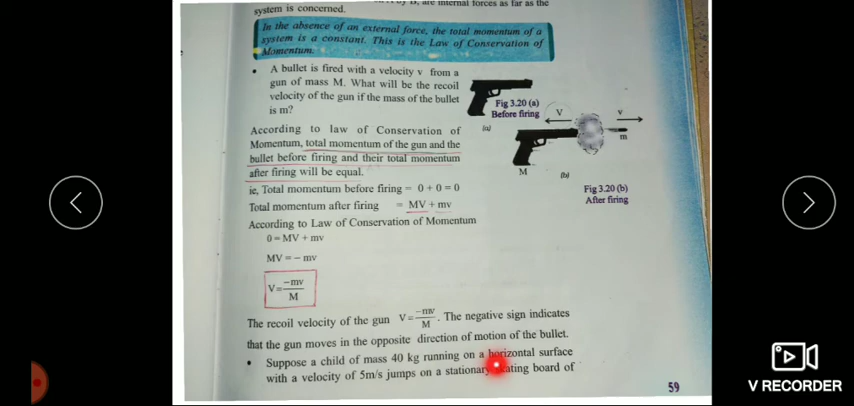 system is concerned.
are internal forces as far as the
In the absence of an external force, the total momentum of a
system is a constant. This is the Law of Conservation of
Momentum.
• A bullet is fired with a velocity v from a
gun of mass M. What will be the recoil
velocity of the gun if the mass of the bullet
is m?
Fig 3.20 (a)
Before firing
(a)
V
v
m
M
(b)
Fig 3.20 (b)
After firing
According to law of Conservation of
Momentum, total momentum of the gun and the
bullet before firing and their total momentum
after firing will be equal.
ie, Total momentum before firing = 0 + 0 = 0
Total momentum after firing = MV + mv
According to Law of Conservation of Momentum
0 = MV + mv
MV = – mv
V = –mv / M
The recoil velocity of the gun V = –mv / M. The negative sign indicates
that the gun moves in the opposite direction of motion of the bullet.
• Suppose a child of mass 40 kg running on a horizontal surface
with a velocity of 5m/s jumps on a stationary skating board of
59
V RECORDER